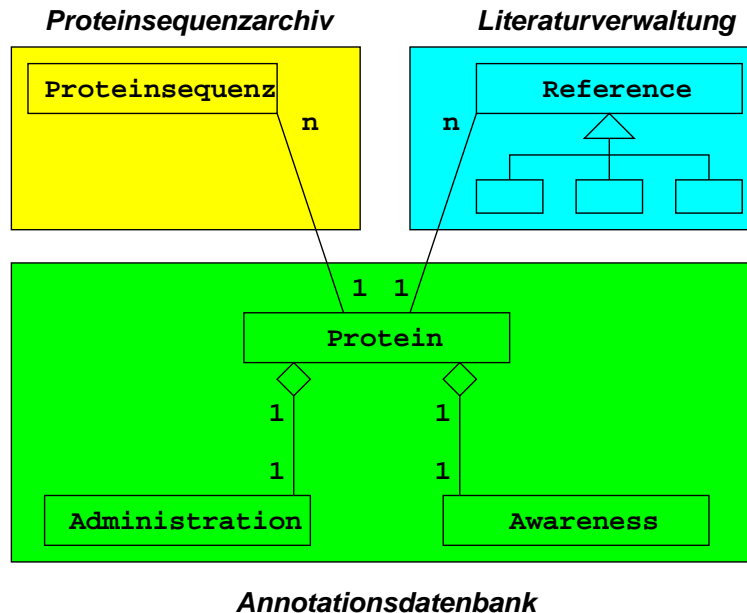 Proteinsequenzarchiv
Literaturverwaltung
Proteinsequenz
Reference
n
n
1 1
Protein
1
1
1
1
Administration
Awareness
Annotationsdatenbank